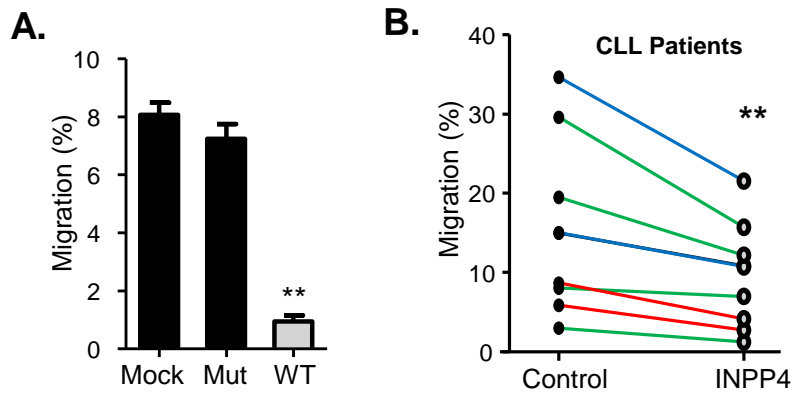 A.
Migration (%)
10
8
6
4
2
0
**
Mock Mut WT
B.
CLL Patients
Migration (%)
40
30
20
10
0
**
Control INPP4